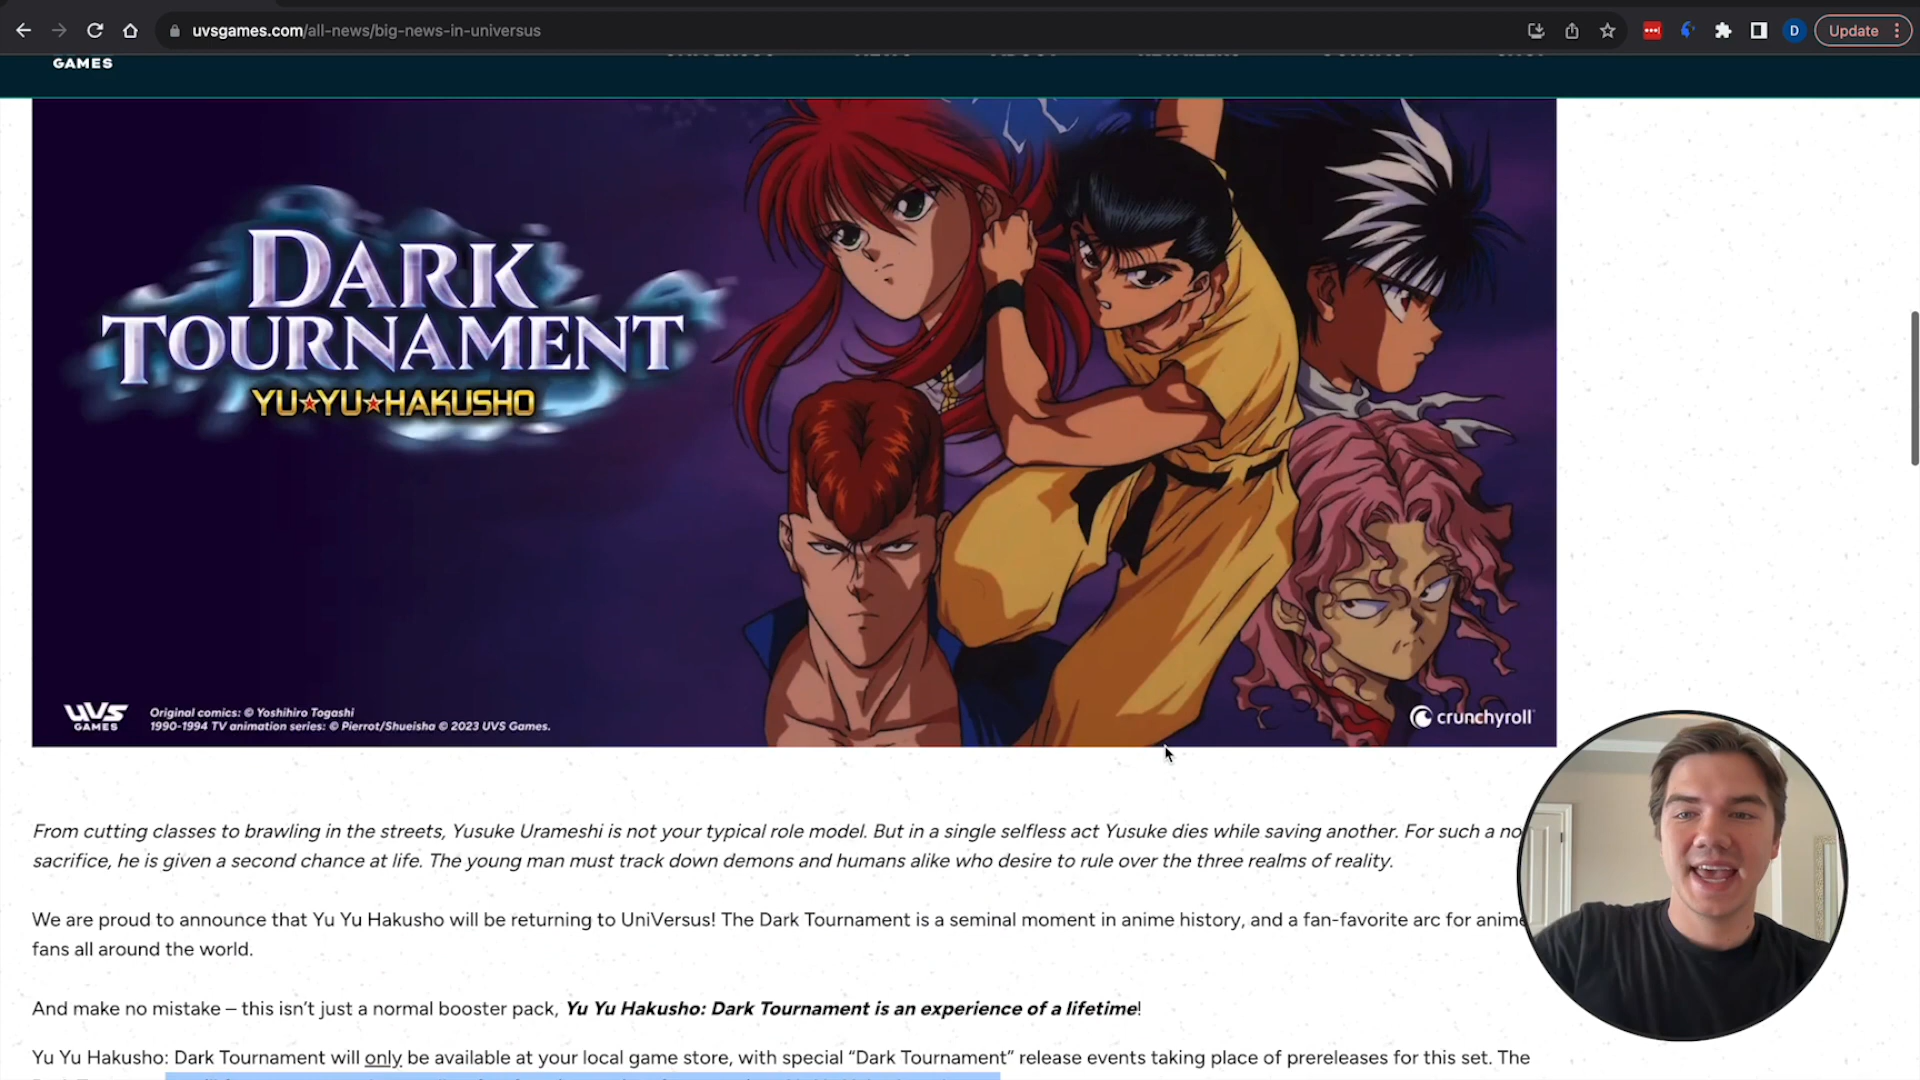 uvsgames.com/all-news/big-news-in-universus
D
Update
GAMES
DARK
TOURNAMENT
YU★YU★HAKUSHO
UVS
GAMES
Original comics: © Yoshihiro Togashi
1990-1994 TV animation series: © Pierrot/Shueisha © 2023 UVS Games.
crunchyroll
From cutting classes to brawling in the streets, Yusuke Urameshi is not your typical role model. But in a single selfless act Yusuke dies while saving another. For such a no
sacrifice, he is given a second chance at life. The young man must track down demons and humans alike who desire to rule over the three realms of reality.
We are proud to announce that Yu Yu Hakusho will be returning to UniVersus! The Dark Tournament is a seminal moment in anime history, and a fan-favorite arc for anime
fans all around the world.
And make no mistake – this isn't just a normal booster pack, Yu Yu Hakusho: Dark Tournament is an experience of a lifetime!
Yu Yu Hakusho: Dark Tournament will only be available at your local game store, with special “Dark Tournament” release events taking place of prereleases for this set. The